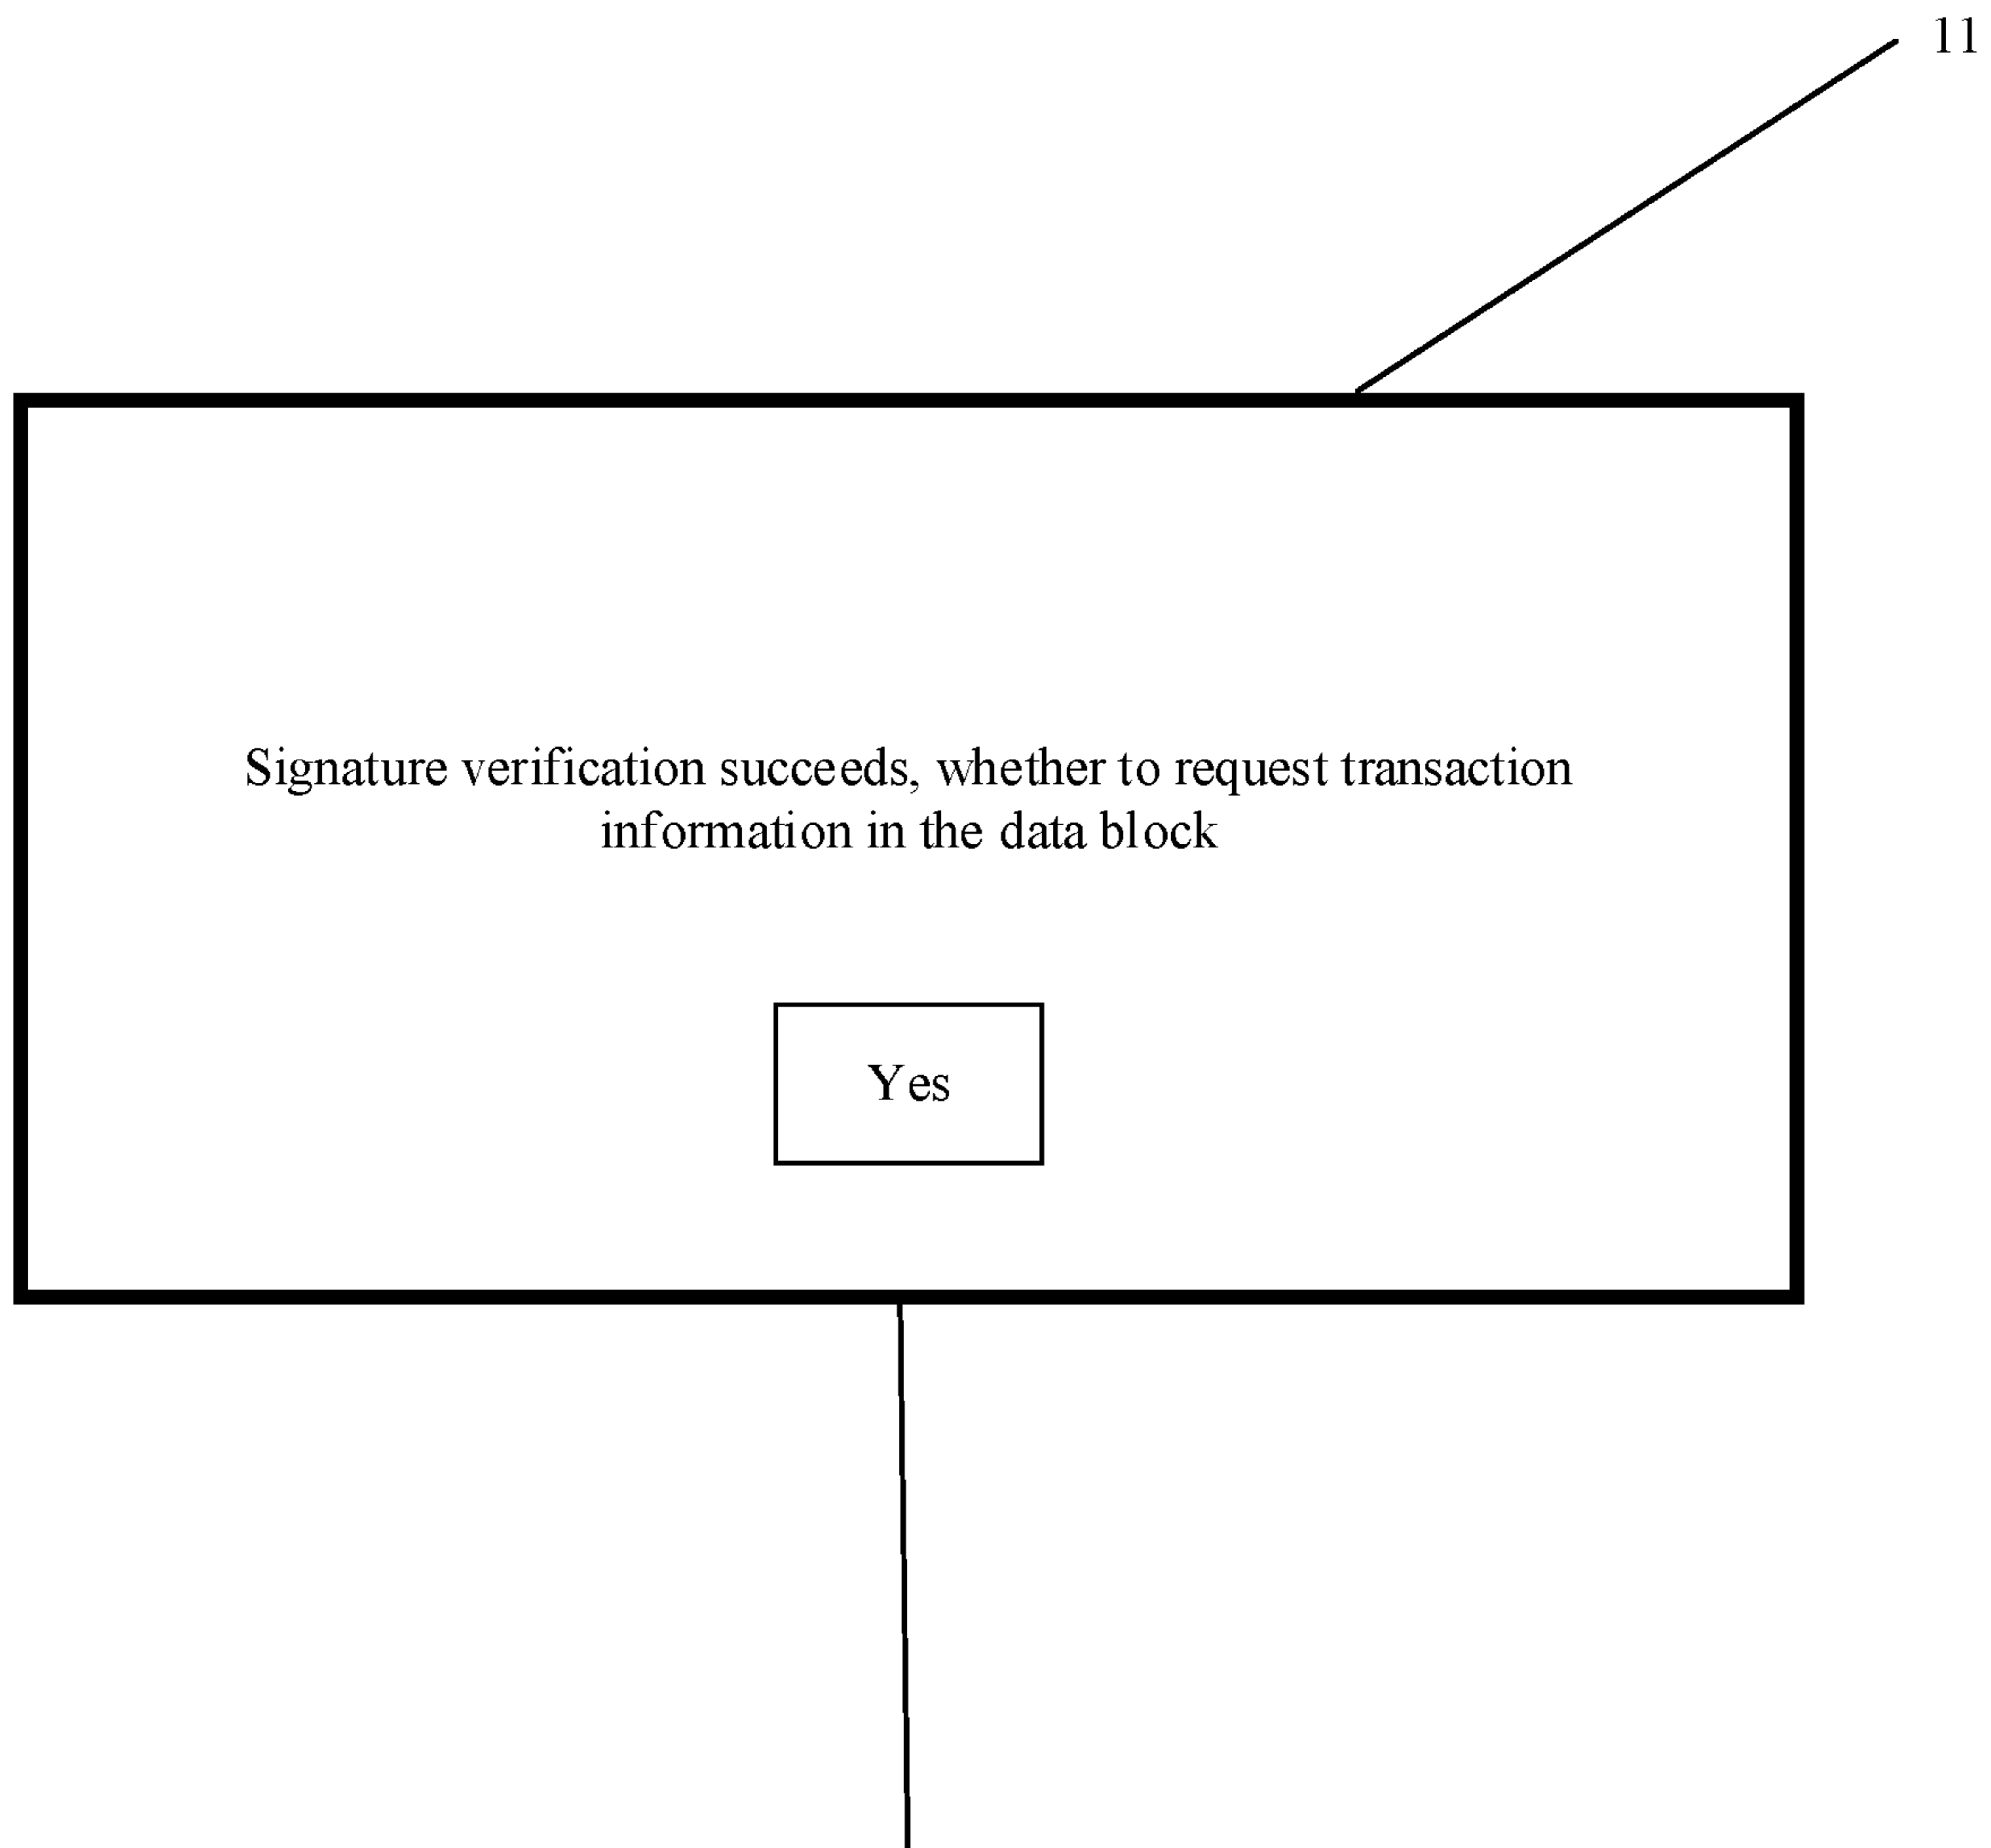 11
Signature verification succeeds, whether to request transaction
information in the data block
Yes